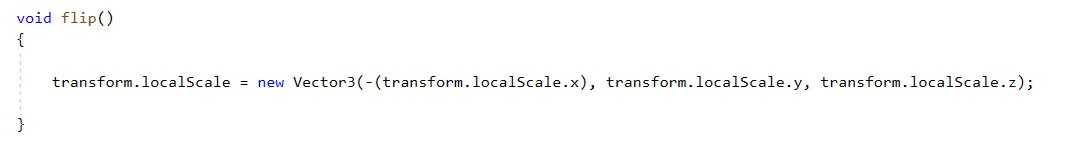 void flip()
{
transform.localScale = new Vector3(-(transform.localScale.x), transform.localScale.y, transform.localScale.z);
}